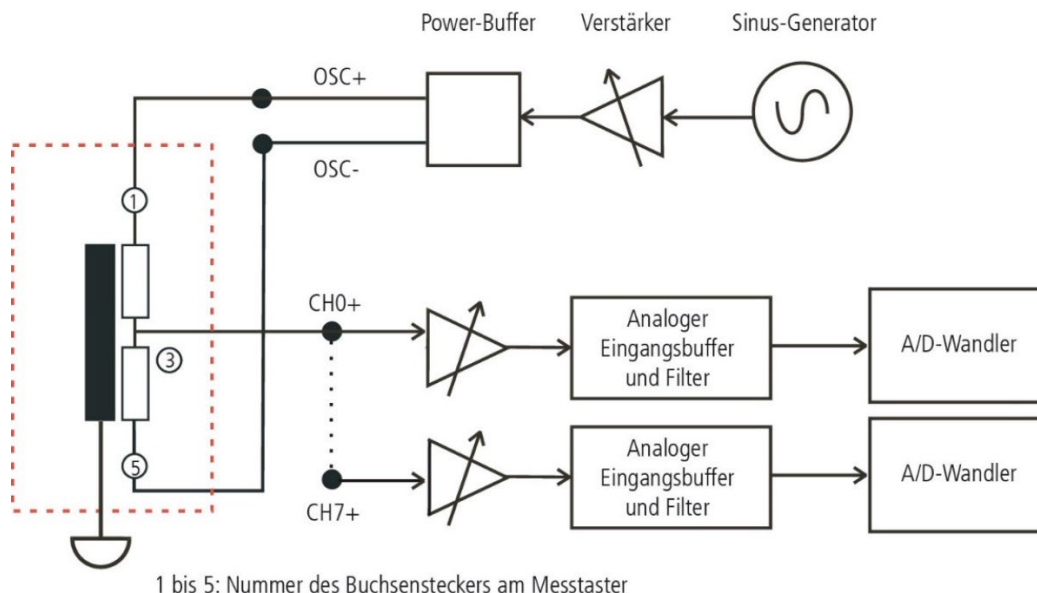 Power-Buffer
Verstärker
Sinus-Generator
OSC+
OSC-
1
CH0+
3
Analoger
Eingangsbuffer
und Filter
A/D-Wandler
5
CH7+
Analoger
Eingangsbuffer
und Filter
A/D-Wandler
1 bis 5: Nummer des Buchsensteckers am Messtaster